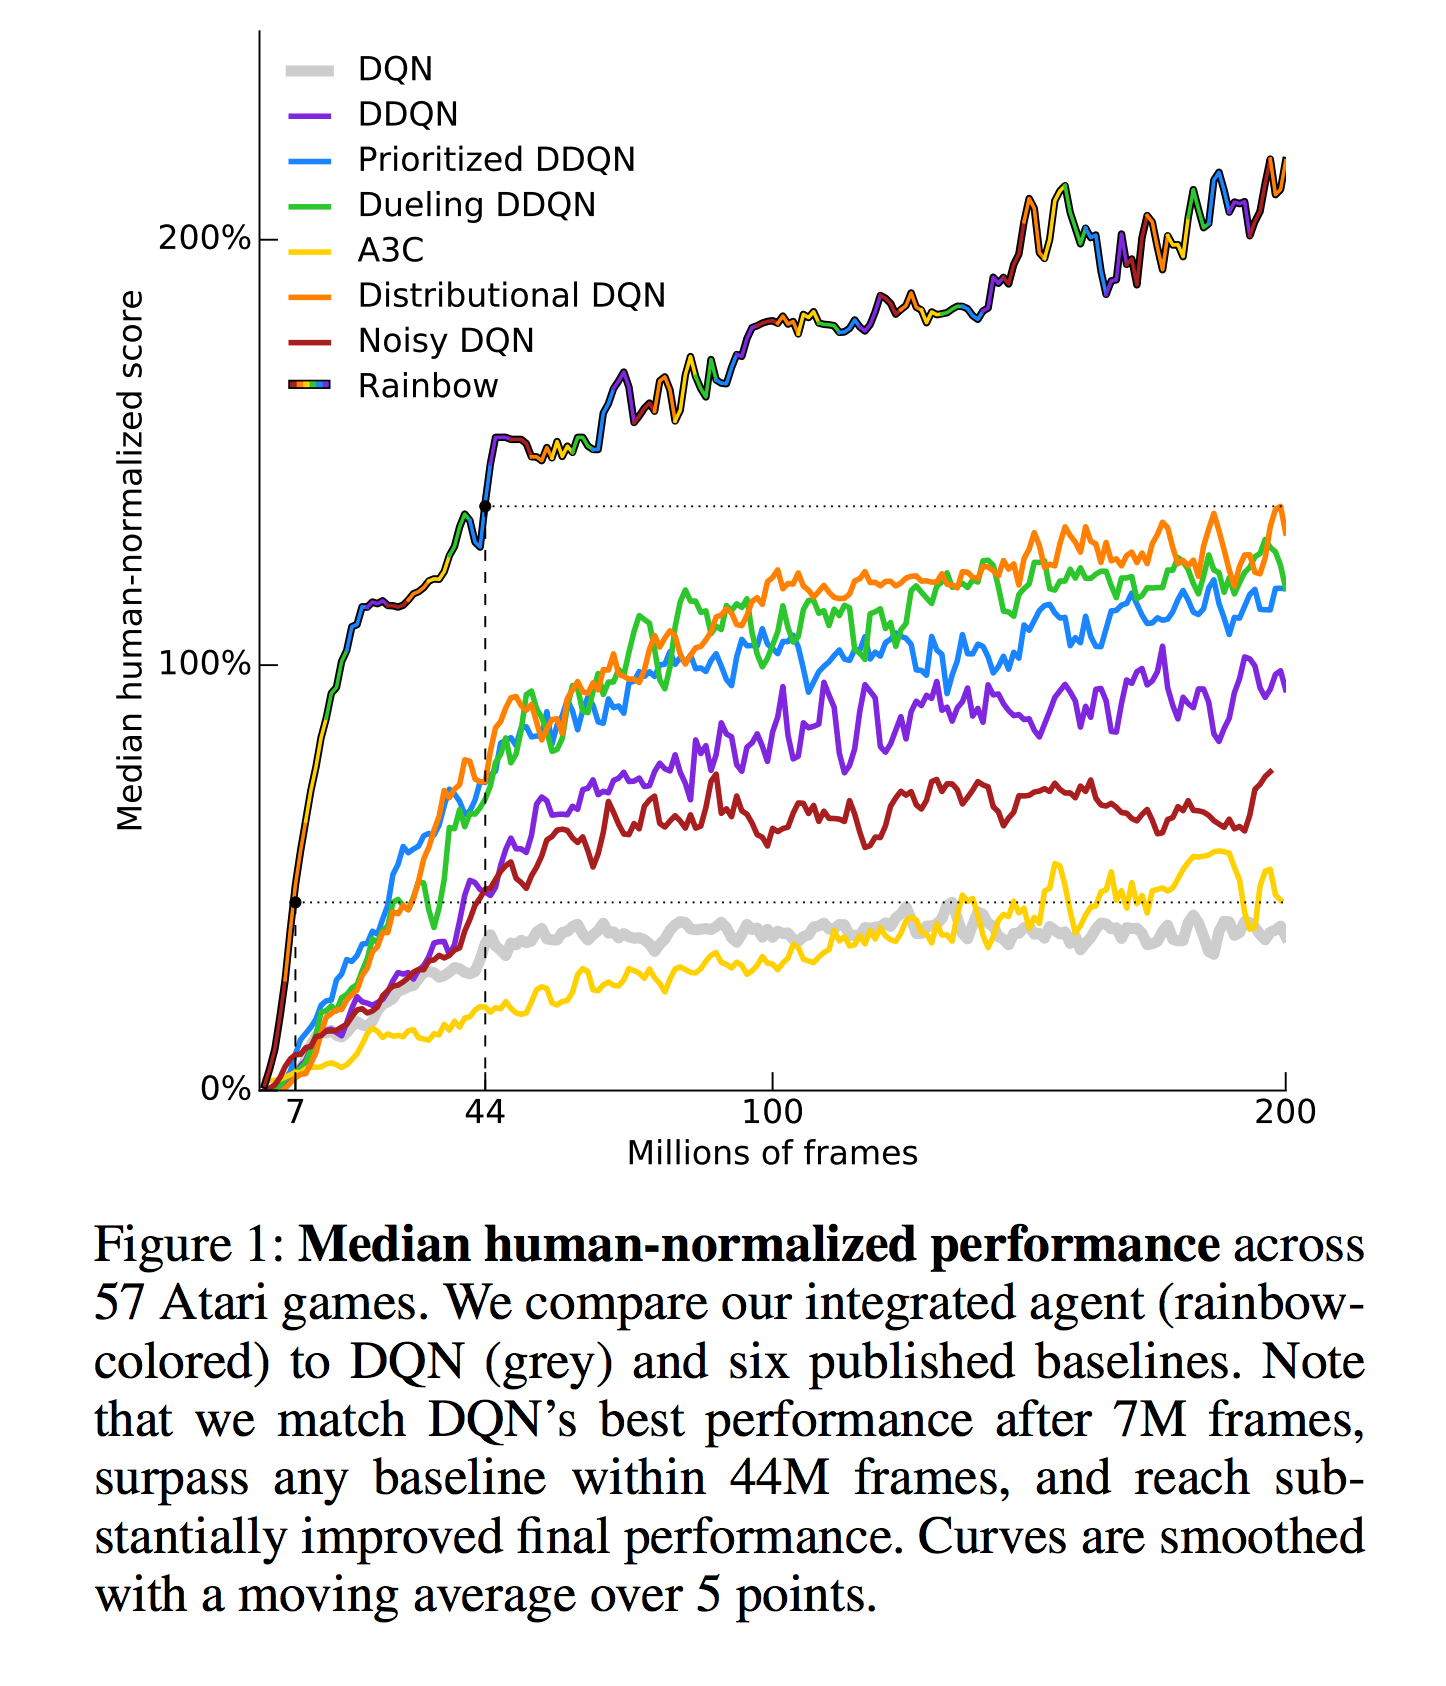 DQN
DDQN
Prioritized DDQN
Dueling DDQN
A3C
Distributional DQN
Noisy DQN
Rainbow
200%
100%
0%
Median human-normalized score
7
44
100
200
Millions of frames
Figure 1: Median human-normalized performance across
57 Atari games. We compare our integrated agent (rainbow-
colored) to DQN (grey) and six published baselines. Note
that we match DQN’s best performance after 7M frames,
surpass any baseline within 44M frames, and reach sub-
stantially improved final performance. Curves are smoothed
with a moving average over 5 points.